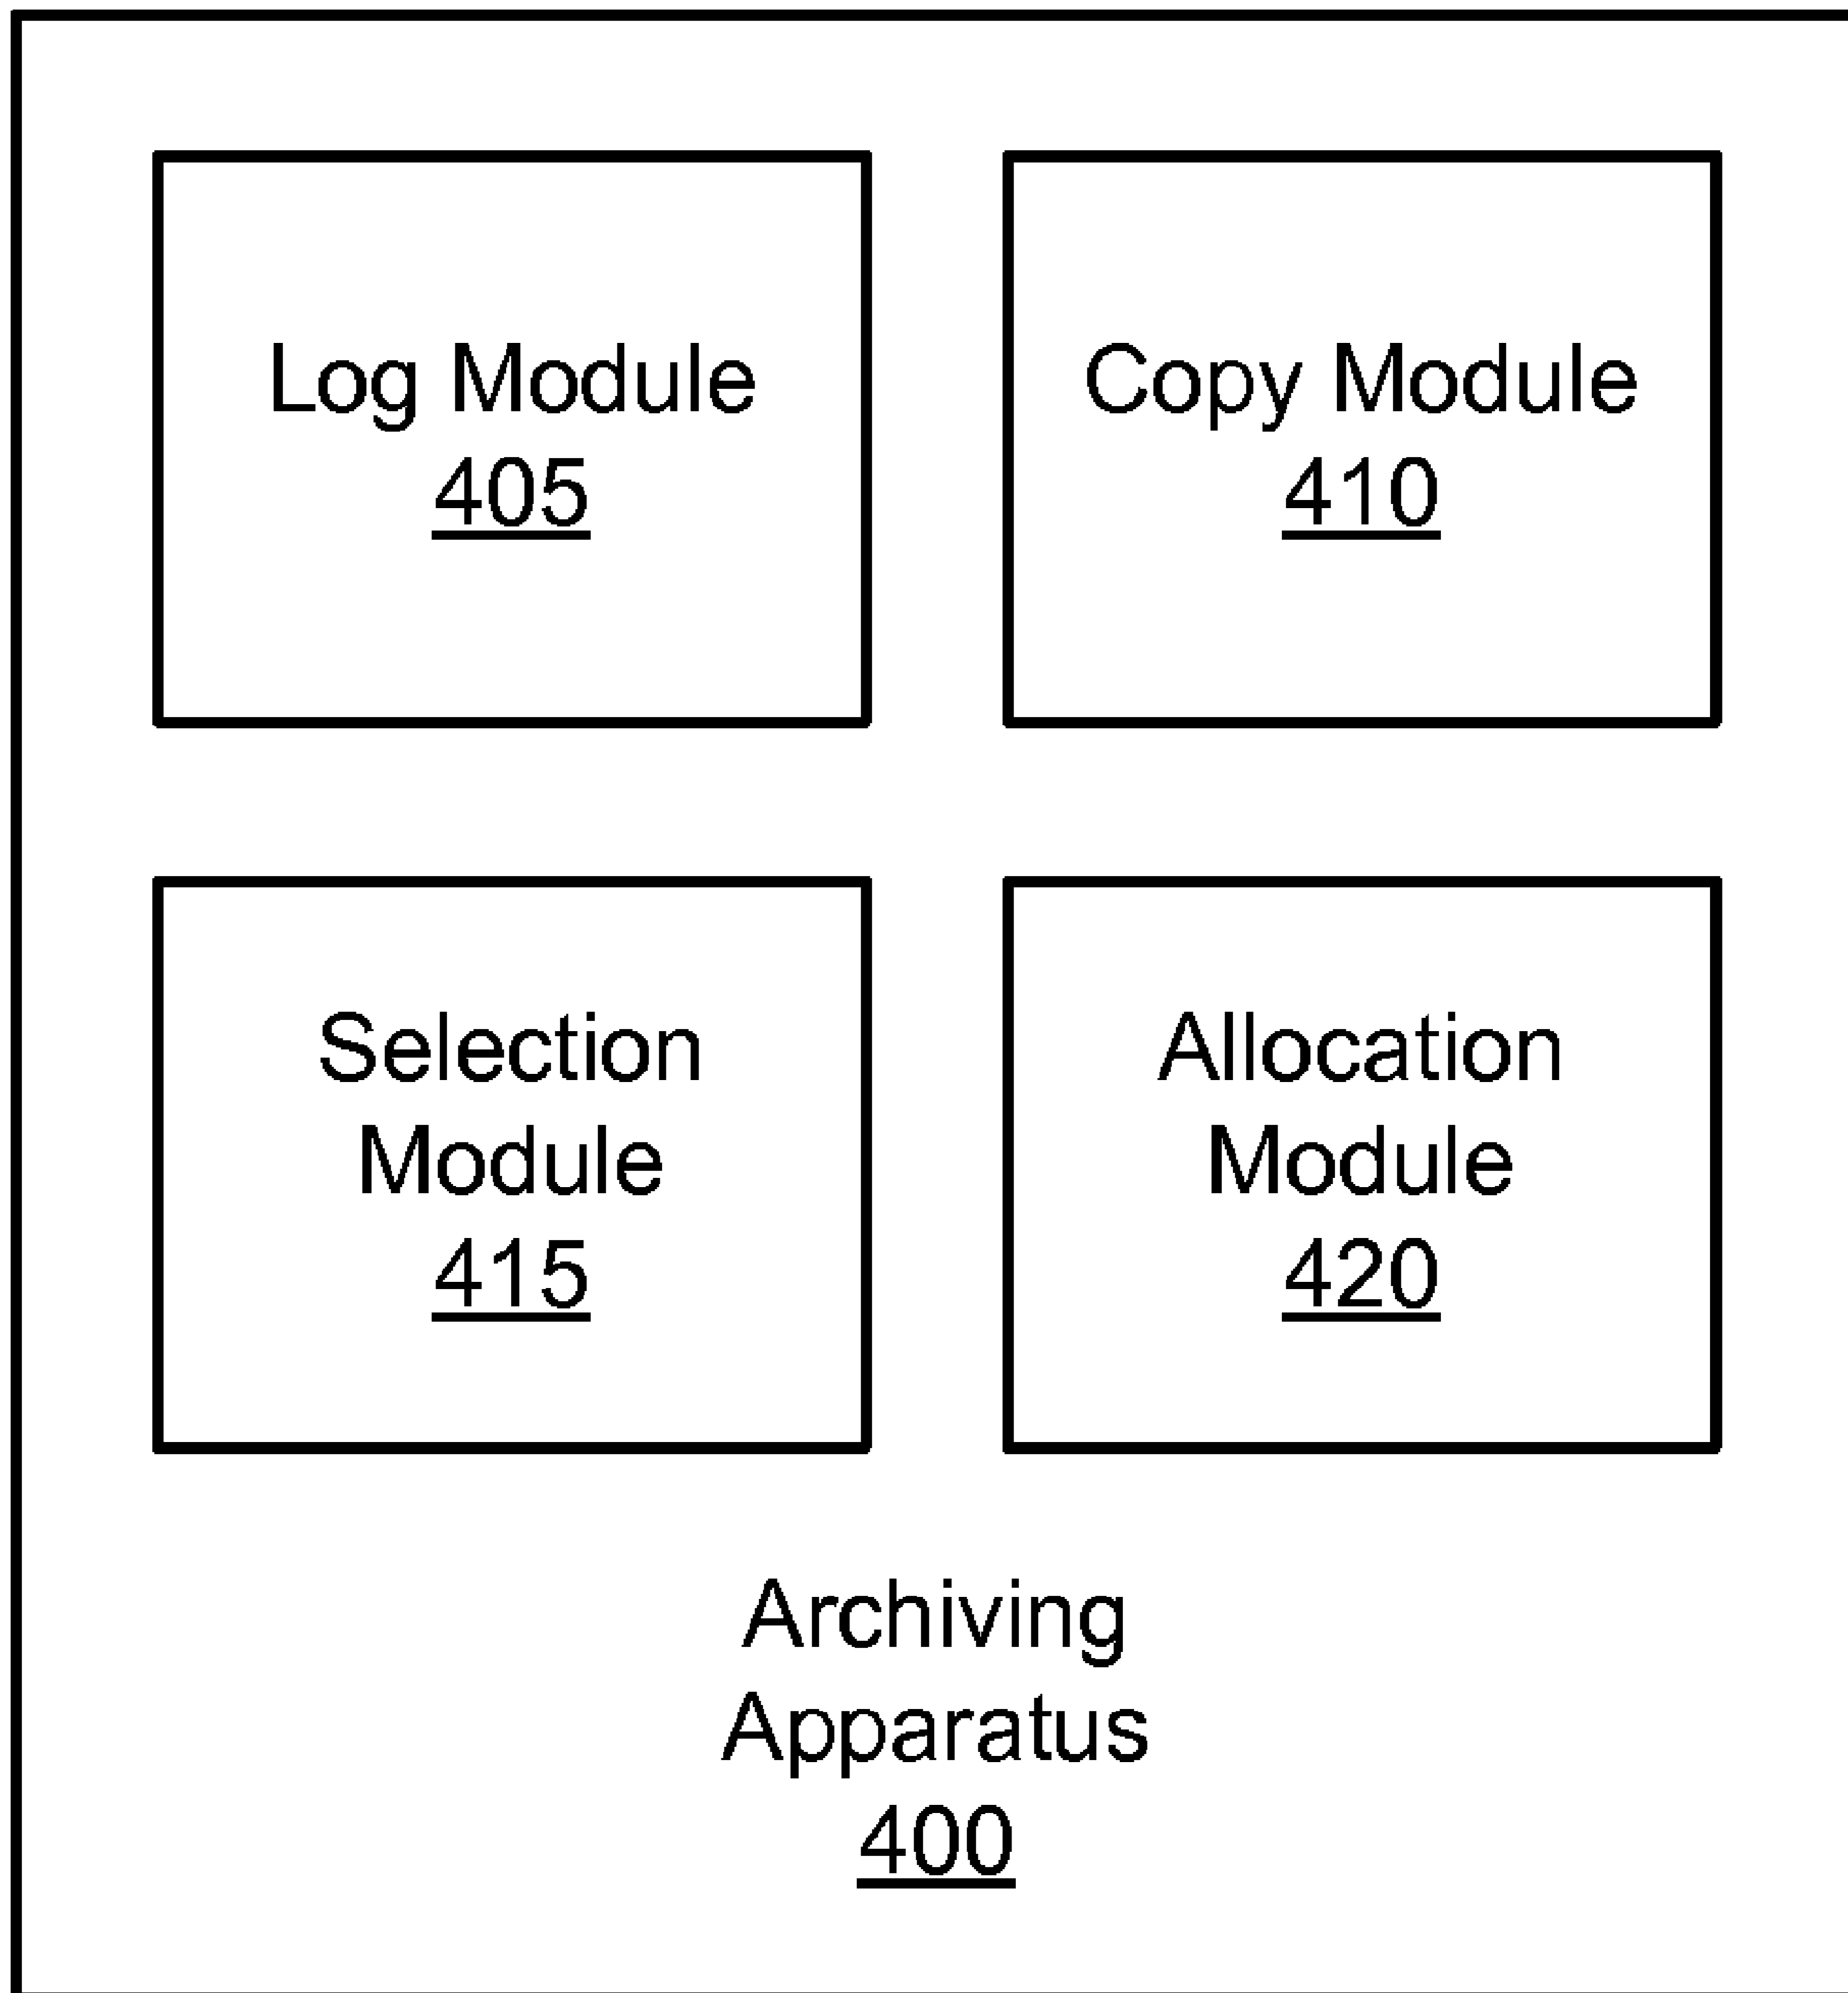 Log Module
405
Copy Module
410
Selection
Module
415
Allocation
Module
420
Archiving
Apparatus
400